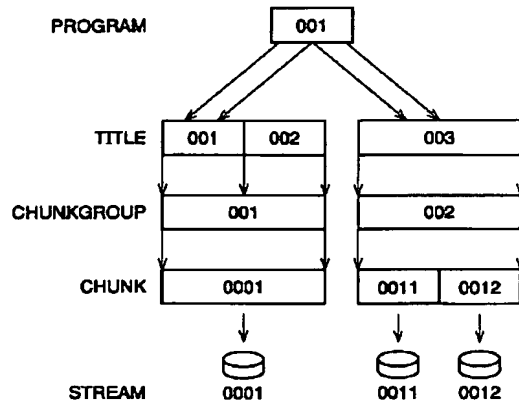 PROGRAM 001
TITLE 001 002 003
CHUNKGROUP 001 002
CHUNK 0001 0011 0012
STREAM 0001 0011 0012